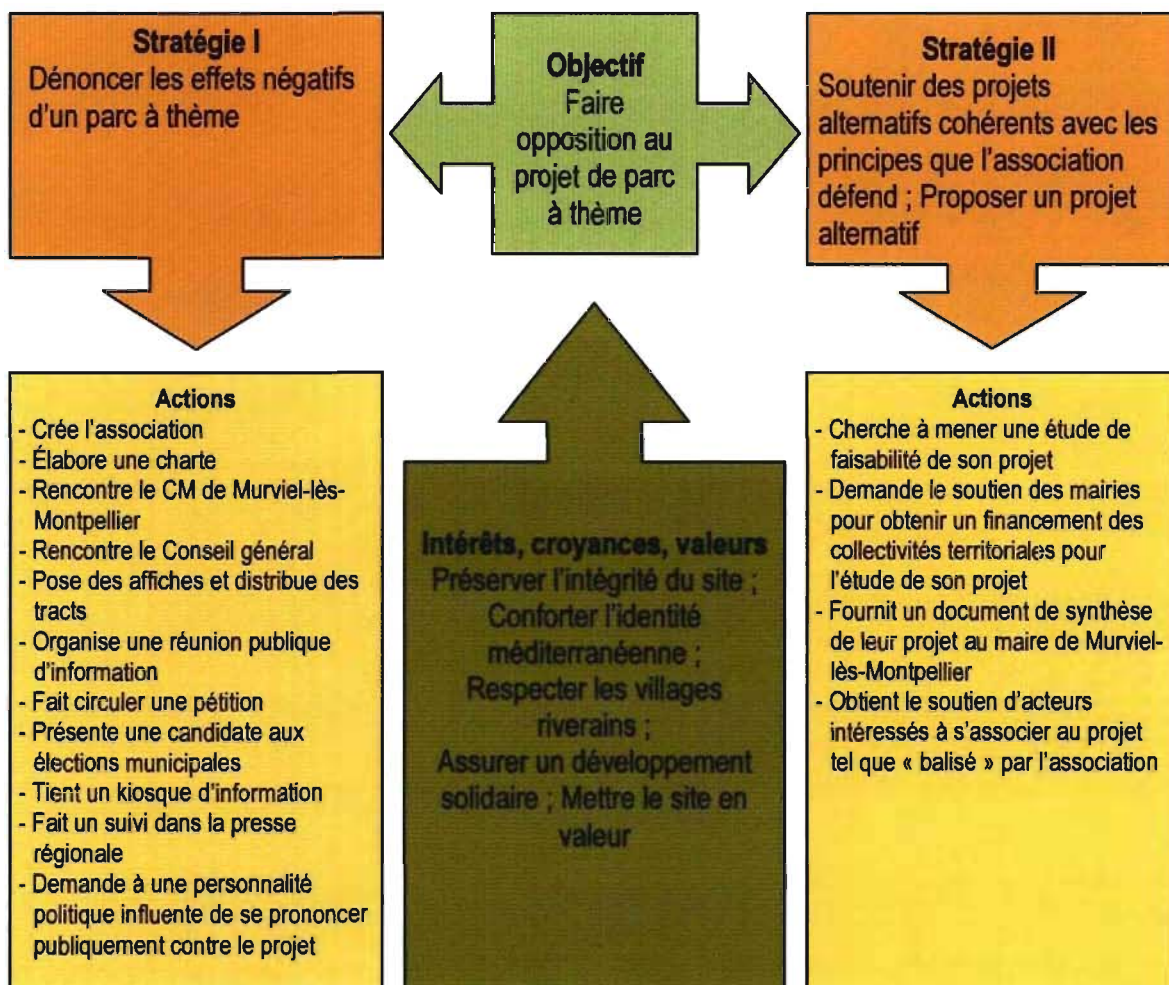 Stratégie I
Dénoncer les effets négatifs
d'un parc à thème
Objectif
Faire
opposition au
projet de parc
à thème
Stratégie II
Soutenir des projets
alternatifs cohérents avec les
principes que l'association
défend ; Proposer un projet
alternatif
Actions
- Crée l'association
- Élabore une charte
- Rencontre le CM de Murviel-lès-
Montpellier
- Rencontre le Conseil général
- Pose des affiches et distribue des
tracts
- Organise une réunion publique
d'information
- Fait circuler une pétition
- Présente une candidate aux
élections municipales
- Tient un kiosque d'information
- Fait un suivi dans la presse
régionale
- Demande à une personnalité
politique influente de se prononcer
publiquement contre le projet
Intérêts, croyances, valeurs
Préserver l'intégrité du site ;
Conforter l'identité
méditerranéenne ;
Respecter les villages
riverains ;
Assurer un développement
solidaire ; Mettre le site en
valeur
Actions
- Cherche à mener une étude de
faisabilité de son projet
- Demande le soutien des mairies
pour obtenir un financement des
collectivités territoriales pour
l'étude de son projet
- Fournit un document de synthèse
de leur projet au maire de Murviel-
lès-Montpellier
- Obtient le soutien d'acteurs
intéressés à s'associer au projet
tel que « balisé » par l'association